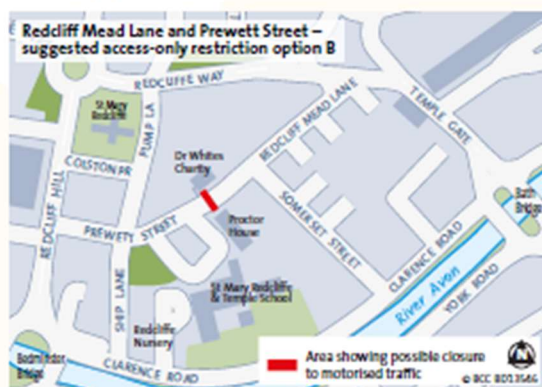 Redcliff Mead Lane and Prewett Street –
suggested access-only restriction option B
REDCLIFFE WAY
St Mary
Redcliffe
PUMP LA
REDCLIFF MEAD LANE
TEMPLE GATE
COLSTON PR
Dr Whites
Charity
REDCLIFF HILL
PREWETT STREET
Proctor
House
SOMERSET STREET
Bath
Bridge
CLARENCE ROAD
River Avon
YORK ROAD
SHIP LANE
St Mary Redcliffe
& Temple School
Redcliffe
Nursery
Bedminster
Bridge
CLARENCE ROAD
Area showing possible closure
to motorised traffic
N